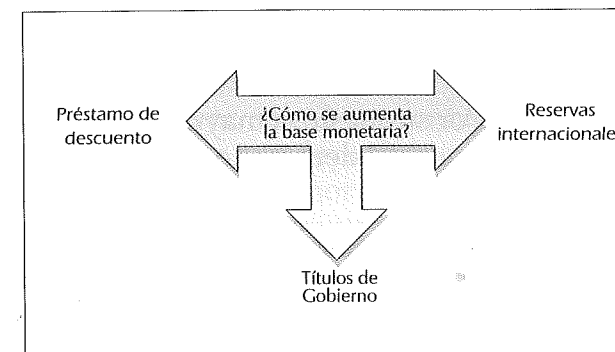 Préstamo de
descuento
¿Cómo se aumenta
la base monetaria?
Reservas
internacionale
Títulos de
Gobierno